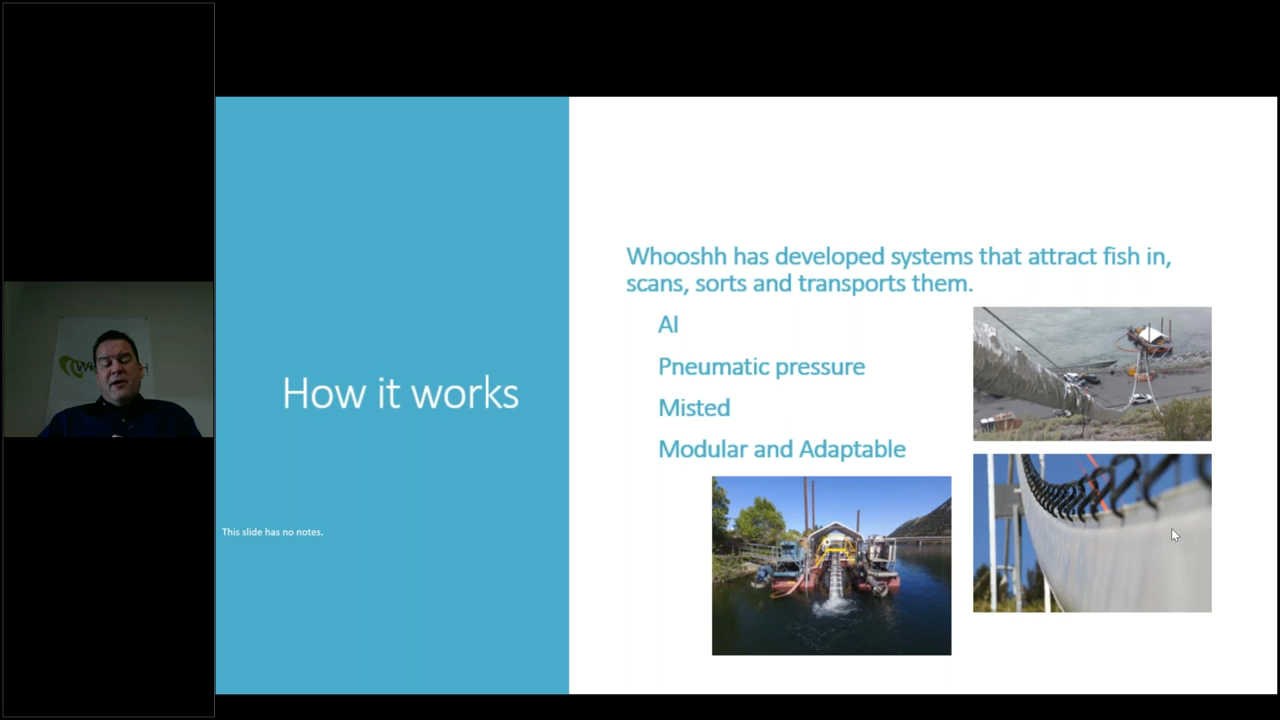 How it works
This slide has no notes.
Whooshh has developed systems that attract fish in,
scans, sorts and transports them.
AI
Pneumatic pressure
Misted
Modular and Adaptable